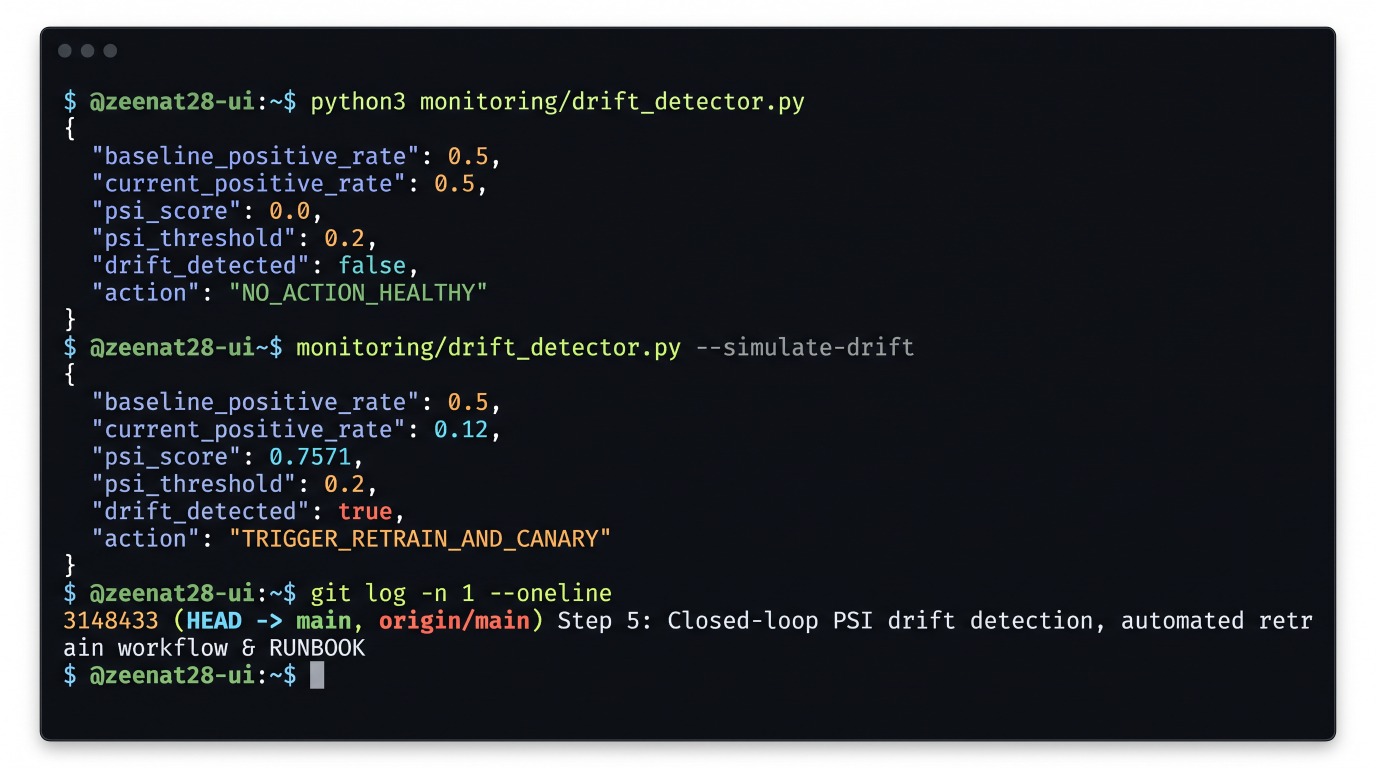 $ @zeenat28-ui:~$ python3 monitoring/drift_detector.py
{
  "baseline_positive_rate": 0.5,
  "current_positive_rate": 0.5,
  "psi_score": 0.0,
  "psi_threshold": 0.2,
  "drift_detected": false,
  "action": "NO_ACTION_HEALTHY"
}
$ @zeenat28-ui~$ monitoring/drift_detector.py --simulate-drift
{
  "baseline_positive_rate": 0.5,
  "current_positive_rate": 0.12,
  "psi_score": 0.7571,
  "psi_threshold": 0.2,
  "drift_detected": true,
  "action": "TRIGGER_RETRAIN_AND_CANARY"
}
$ @zeenat28-ui:~$ git log -n 1 --oneline
3148433 (HEAD -> main, origin/main) Step 5: Closed-loop PSI drift detection, automated retr
ain workflow & RUNBOOK
$ @zeenat28-ui:~$